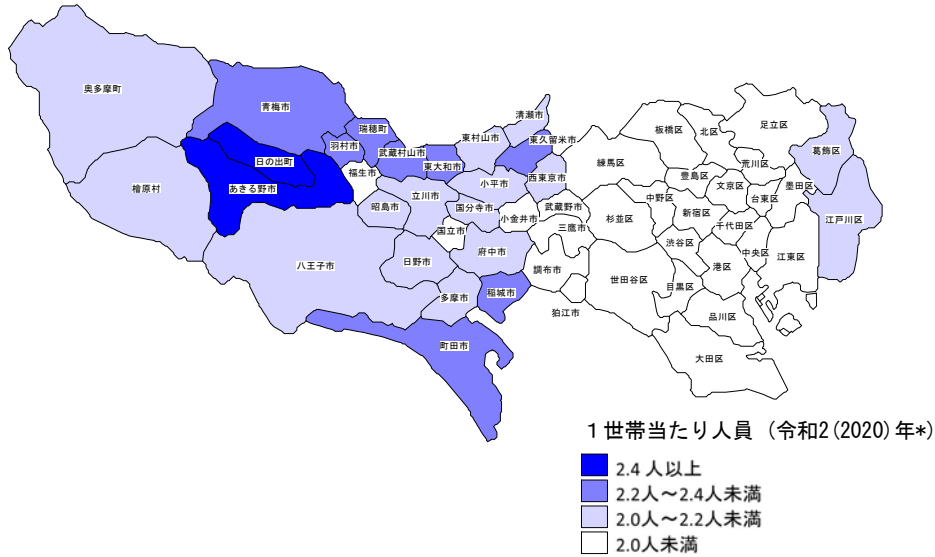 奥多摩町
青梅市
瑞穂町
羽村市
武蔵村山市
日の出町
福生市
東大和市
東村山市
清瀬市
東久留米市
檜原村
あきる野市
昭島市
立川市
小平市
西東京市
国分寺市
小金井市
武蔵野市
国立市
三鷹市
八王子市
日野市
府中市
調布市
多摩市
稲城市
狛江市
町田市
板橋区
北区
足立区
練馬区
豊島区
荒川区
葛飾区
中野区
文京区
台東区
墨田区
杉並区
新宿区
千代田区
江戸川区
渋谷区
中央区
江東区
世田谷区
目黒区
港区
品川区
大田区
1世帯当たり人員 (令和2(2020)年*)
2.4 人以上
2.2人～2.4人未満
2.0人～2.2人未満
2.0人未満